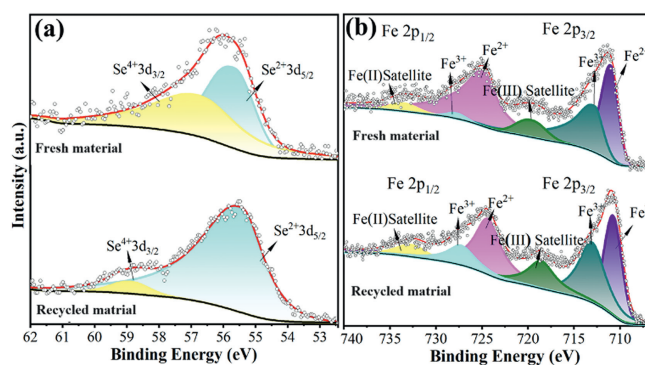 (a)
Se4+3d3/2
Se2+3d5/2
Fresh material
Se4+3d3/2
Se2+3d5/2
Recycled matrial
62 61 60 59 58 57 56 55 54 53
Binding Energy (eV)
Intensity (a.u.)
(b)
Fe 2p1/2
Fe 2p3/2
Fe3+
Fe2+
Fe3+
Fe2
Fe(II)Satellite
Fe(III) Satellite
Fresh material
Fe 2p1/2
Fe 2p3/2
Fe3+
Fe2+
Fe3+
Fe
Fe(II)Satellite
Fe(III) Satellite
Recycled material
740 735 730 725 720 715 710
Binding Energy (eV)